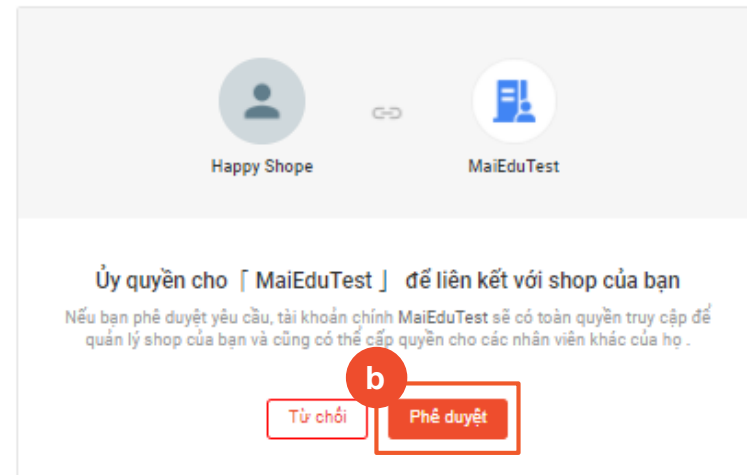 Happy Shope
MaiEduTest
Ủy quyền cho「 MaiEduTest 」 để liên kết với shop của bạn
Nếu bạn phê duyệt yêu cầu, tài khoản chính MaiEduTest sẽ có toàn quyền truy cập để
quản lý shop của bạn và cũng có thể cấp quyền cho các nhân viên khác của họ .
b
Từ chối
Phê duyệt